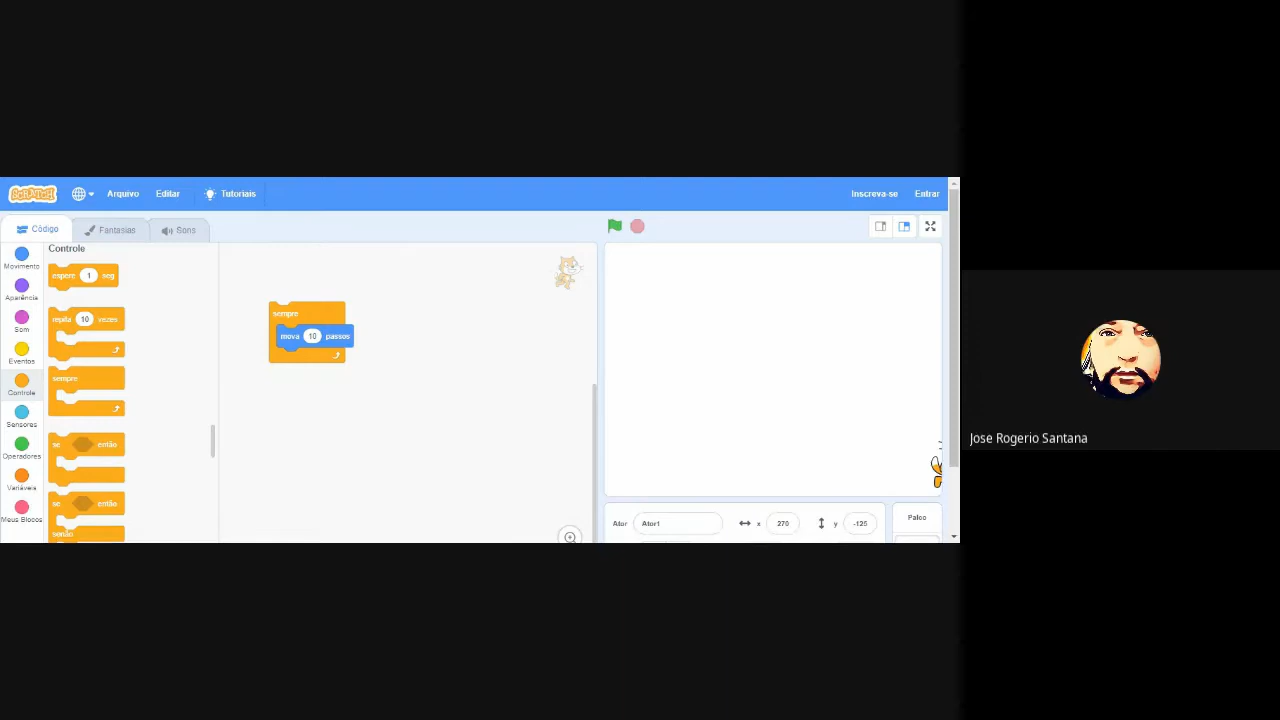 SCRATCH Arquivo Editar Tutoriais Inscreva-se Entrar
Código Fantasias Sons
Movimento
Aparência
Som
Eventos
Controle
Sensores
Operadores
Variáveis
Meus Blocos
Controle
espere 1 seg
repita 10 vezes
sempre
se então
se então
senão
sempre
mova 10 passos
Ator Ator1 x 270 y -125
Palco
Jose Rogerio Santana